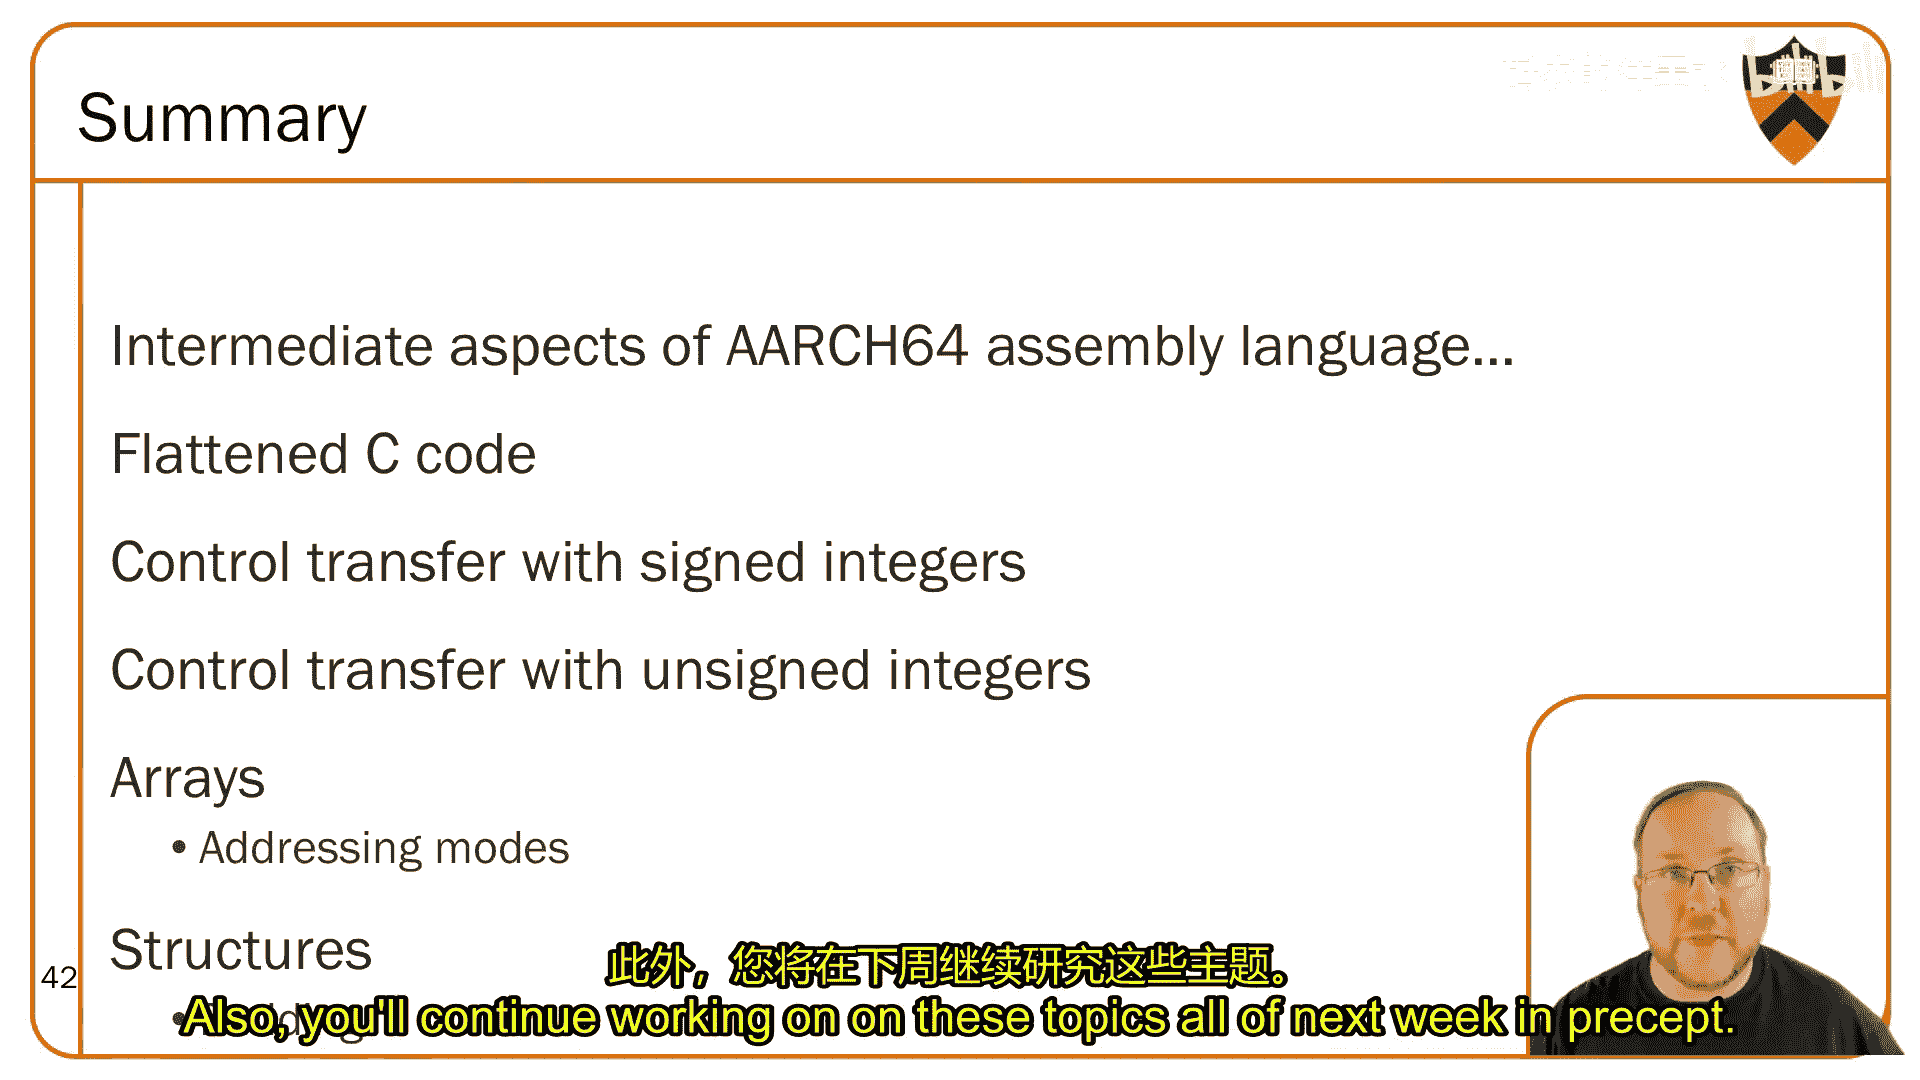 Summary
Intermediate aspects of AARCH64 assembly language...
Flattened C code
Control transfer with signed integers
Control transfer with unsigned integers
Arrays
• Addressing modes
Structures
42
此外，您将在下周继续研究这些主题。
Also, you'll continue working on on these topics all of next week in precept.